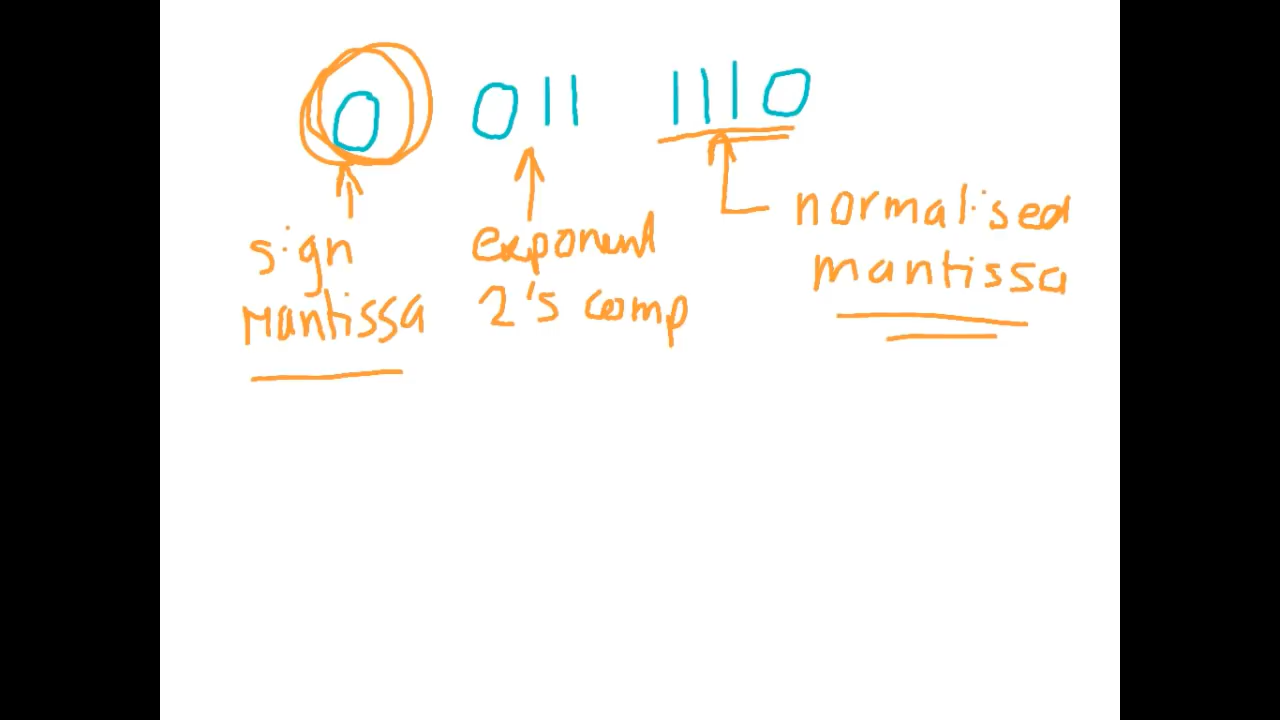 0 011 1110
sign
mantissa
exponent
2's comp
normalised
mantissa